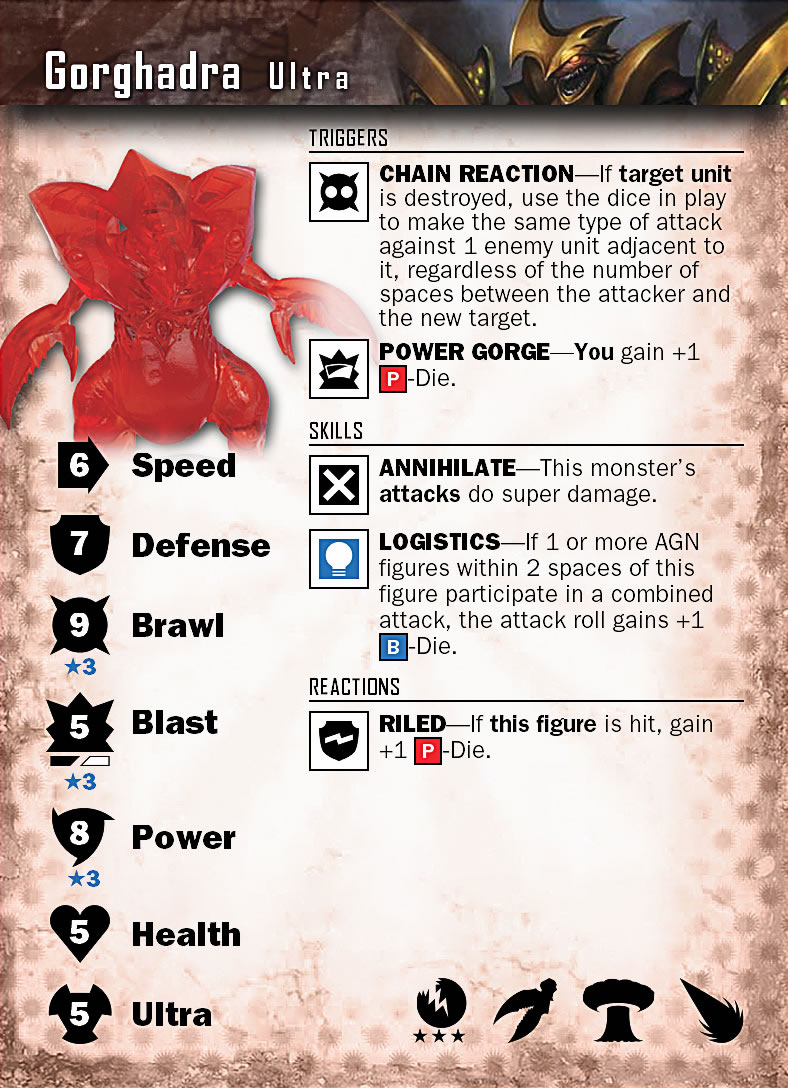 Gorghadra Ultra
TRIGGERS
CHAIN REACTION—If target unit
is destroyed, use the dice in play
to make the same type of attack
against 1 enemy unit adjacent to
it, regardless of the number of
spaces between the attacker and
the new target.
POWER GORGE—You gain +1
P-Die.
SKILLS
ANNIHILATE—This monster's
attacks do super damage.
LOGISTICS—If 1 or more AGN
figures within 2 spaces of this
figure participate in a combined
attack, the attack roll gains +1
B-Die.
REACTIONS
RILED—If this figure is hit, gain
+1 P-Die.
6 Speed
7 Defense
9 Brawl
★3
5 Blast
★3
8 Power
★3
5 Health
5 Ultra
★★★